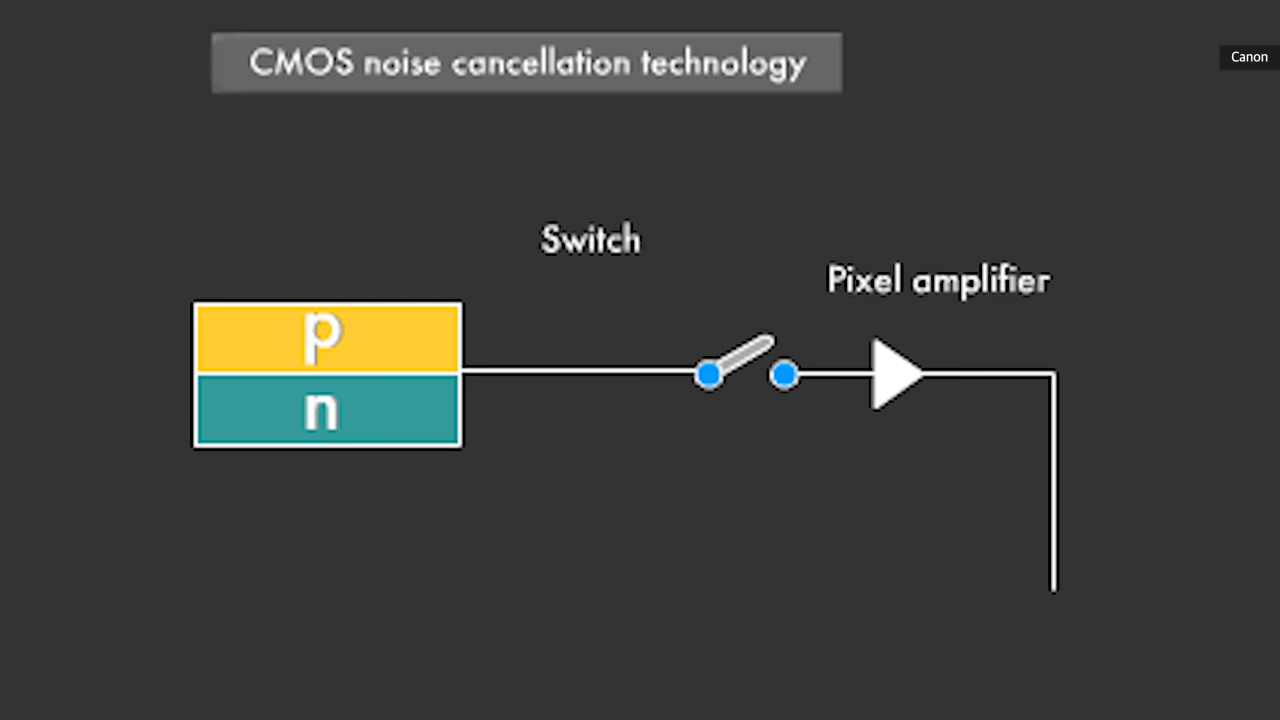 CMOS noise cancellation technology
Canon
Switch
Pixel amplifier
p
n